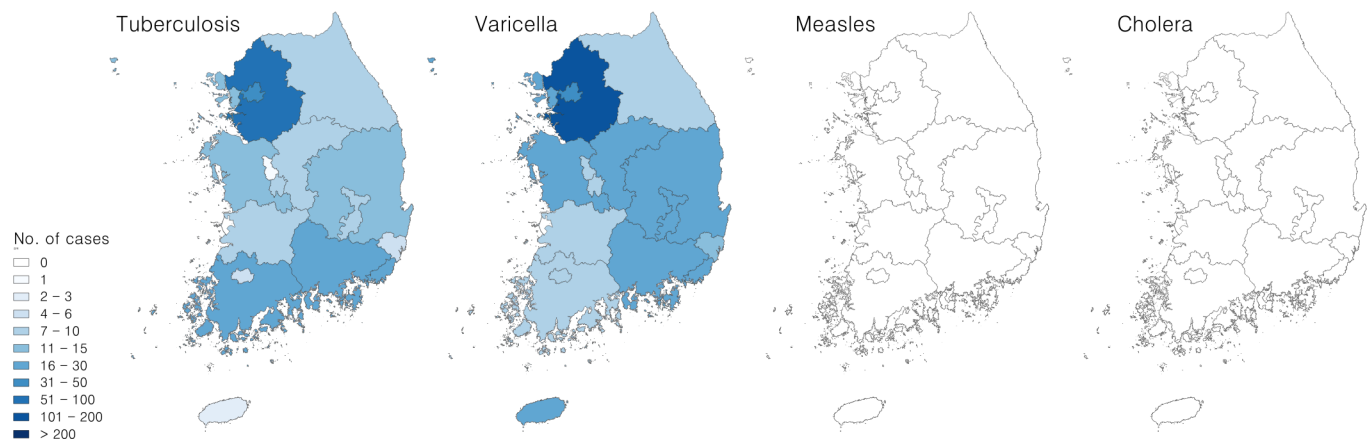 Tuberculosis
Varicella
Measles
Cholera
No. of cases
0
1
2 – 3
4 – 6
7 – 10
11 – 15
16 – 30
31 – 50
51 – 100
101 – 200
> 200